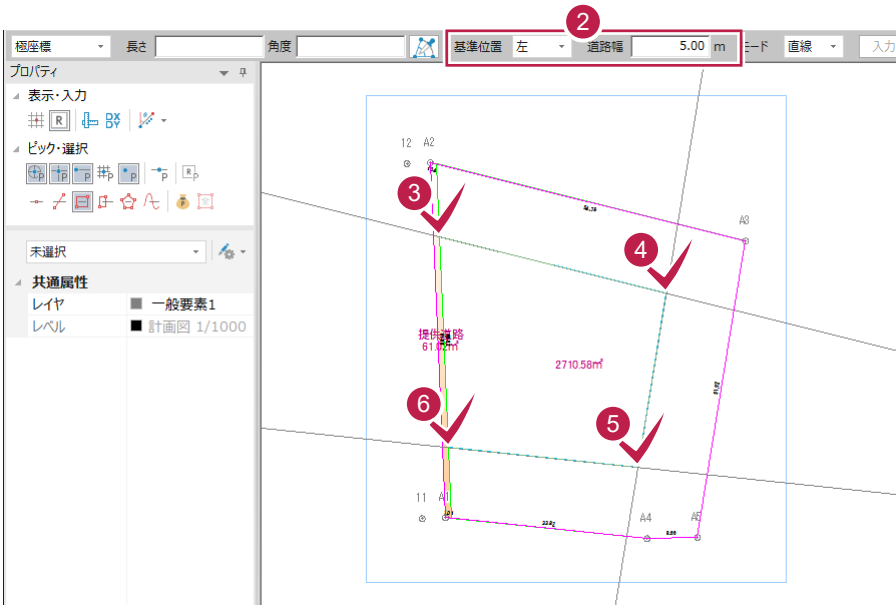 2
極座標 長さ 角度 基準位置 左 道路幅 5.00 m モード 直線 入力
プロパティ
表示・入力
R DX DY
ピック・選択
P P P P P P RP
未選択
共通属性
レイヤ 一般要素1
レベル 計画図 1/1000
12 A2
3
A3
4
提供道路
61.02㎡
2710.58㎡
6
5
11 A1
A4 A5